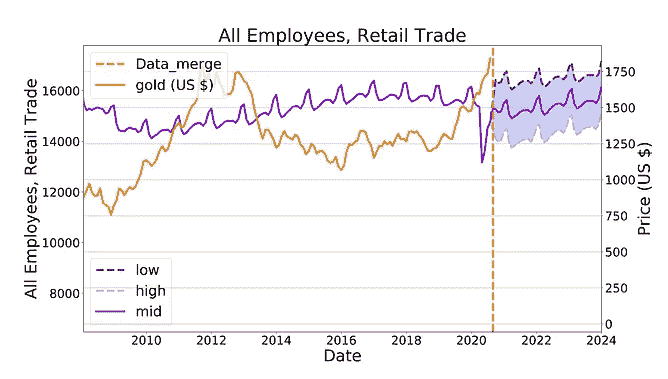 All Employees, Retail Trade
Data_merge
gold (US $)
low
high
mid
All Employees, Retail Trade
16000
14000
12000
10000
8000
1750
1500
1250
1000
750
500
250
0
Price (US $)
2010 2012 2014 2016 2018 2020 2022 2024
Date